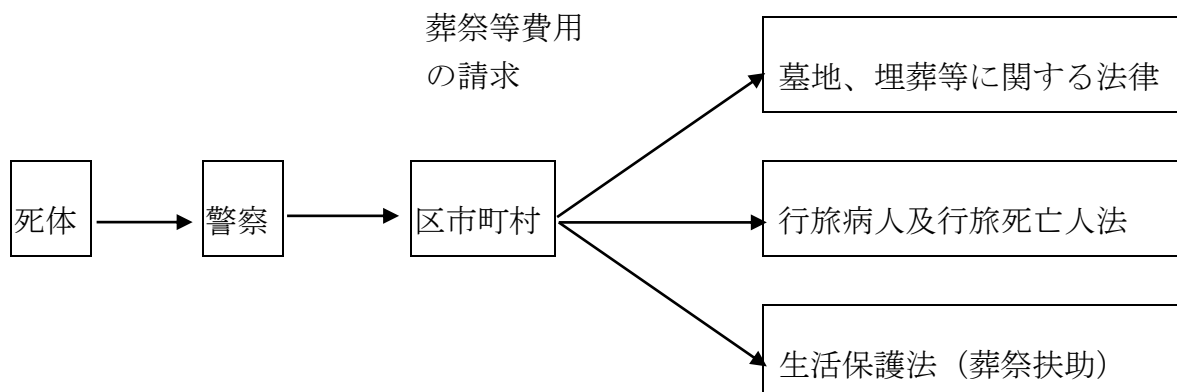 葬祭等費用
の請求
墓地、埋葬等に関する法律
死体
警察
区市町村
行旅病人及行旅死亡人法
生活保護法（葬祭扶助）